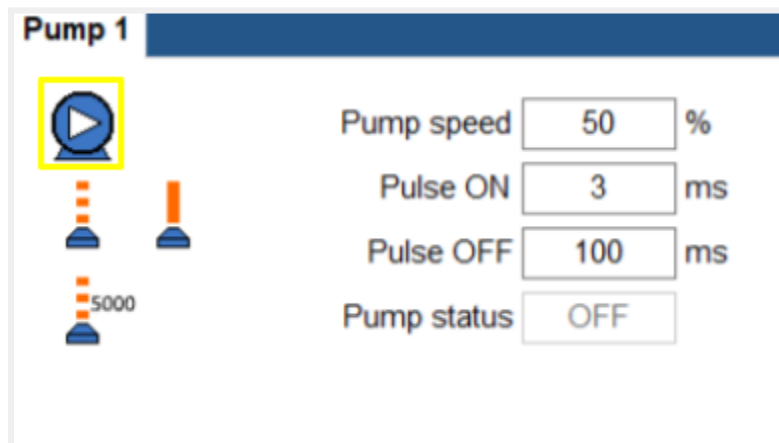 Pump 1
Pump speed 50 %
Pulse ON 3 ms
Pulse OFF 100 ms
5000
Pump status OFF